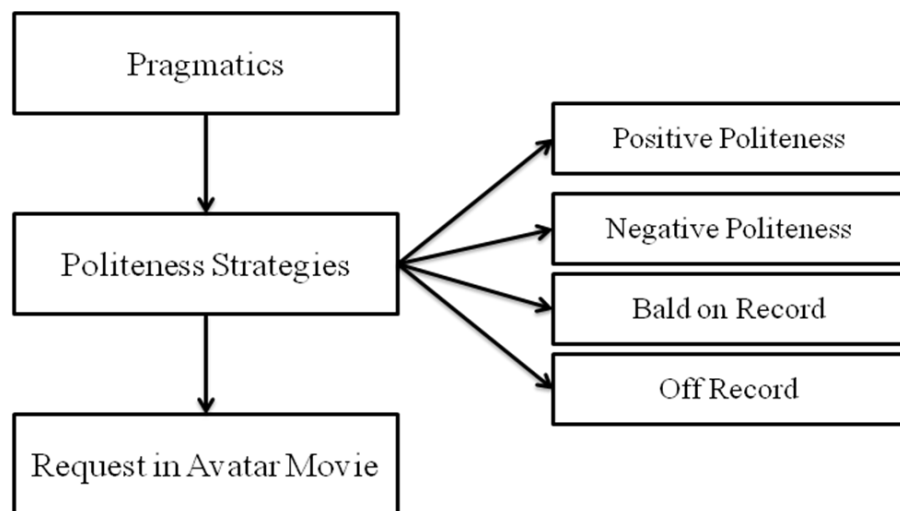 Pragmatics
Positive Politeness
Negative Politeness
Politeness Strategies
Bald on Record
Off Record
Request in Avatar Movie